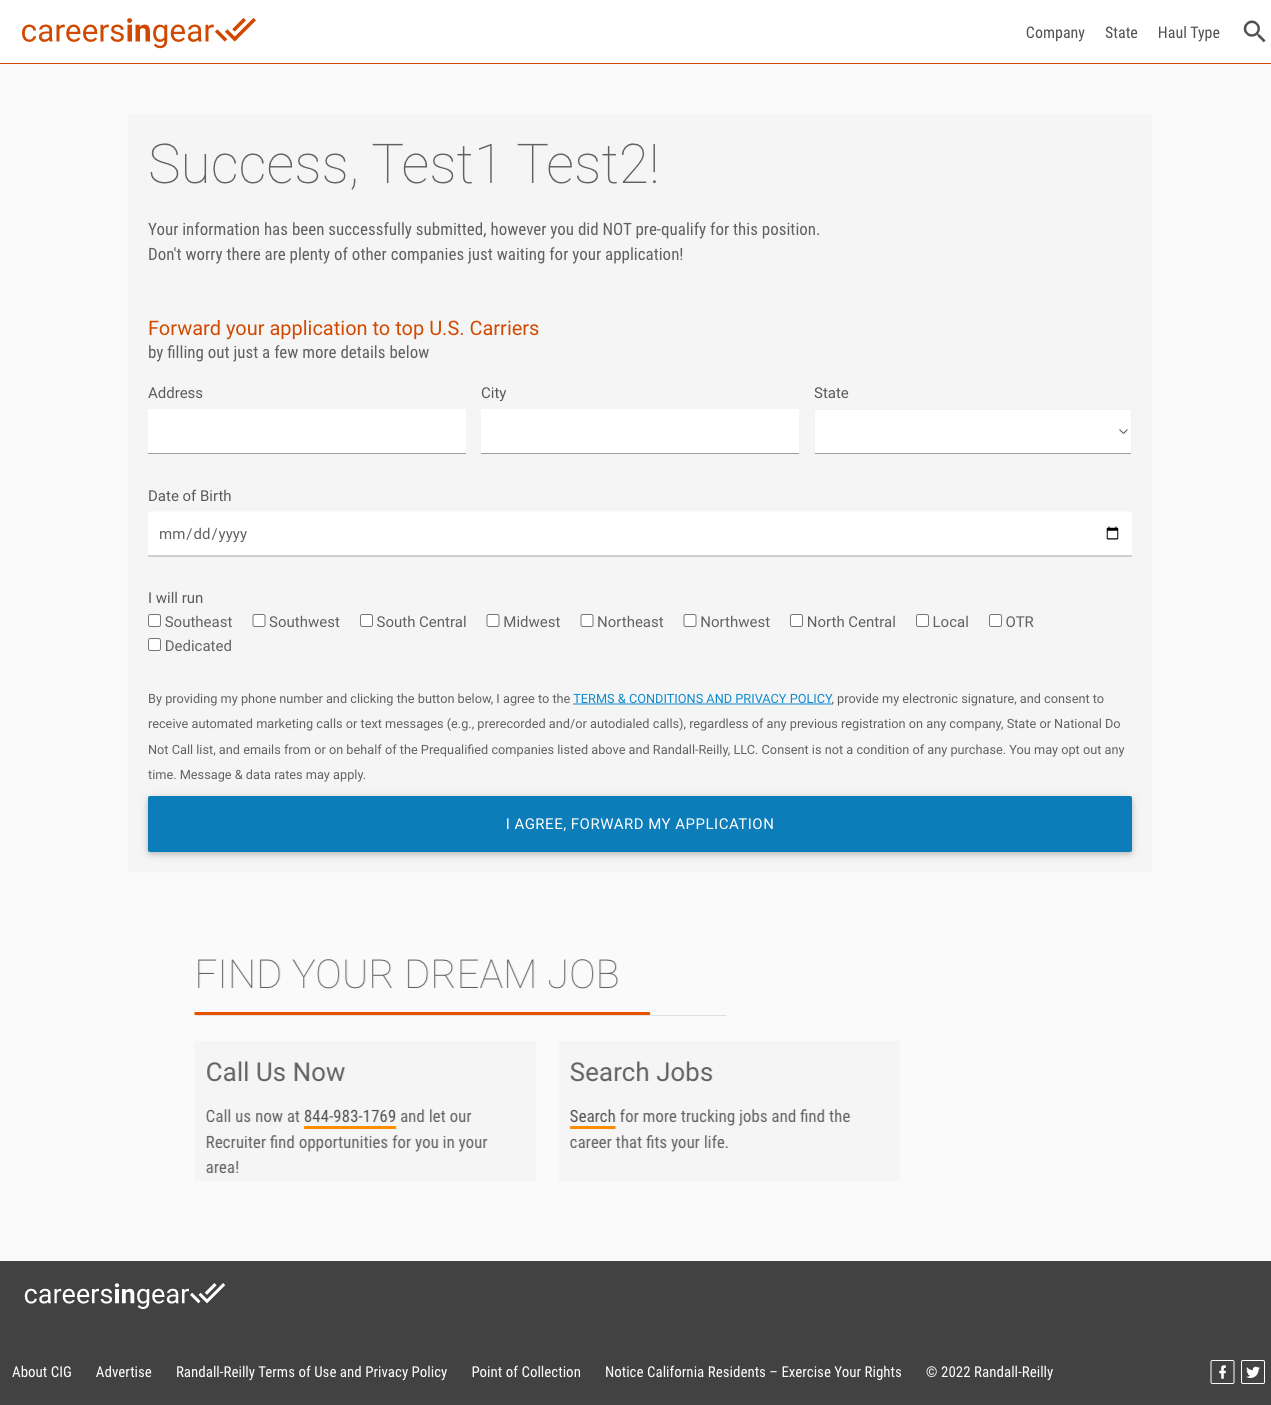 careersingear
Company State Haul Type
Success, Test1 Test2!
Your information has been successfully submitted, however you did NOT pre-qualify for this position.
Don't worry there are plenty of other companies just waiting for your application!
Forward your application to top U.S. Carriers
by filling out just a few more details below
Address City State
Date of Birth
mm/dd/yyyy
I will run
Southeast Southwest South Central Midwest Northeast Northwest North Central Local OTR
Dedicated
By providing my phone number and clicking the button below, I agree to the TERMS & CONDITIONS AND PRIVACY POLICY, provide my electronic signature, and consent to
receive automated marketing calls or text messages (e.g., prerecorded and/or autodialed calls), regardless of any previous registration on any company, State or National Do
Not Call list, and emails from or on behalf of the Prequalified companies listed above and Randall-Reilly, LLC. Consent is not a condition of any purchase. You may opt out any
time. Message & data rates may apply.
I AGREE, FORWARD MY APPLICATION
FIND YOUR DREAM JOB
Call Us Now
Call us now at 844-983-1769 and let our
Recruiter find opportunities for you in your
area!
Search Jobs
Search for more trucking jobs and find the
career that fits your life.
careersingear
About CIG Advertise Randall-Reilly Terms of Use and Privacy Policy Point of Collection Notice California Residents – Exercise Your Rights © 2022 Randall-Reilly